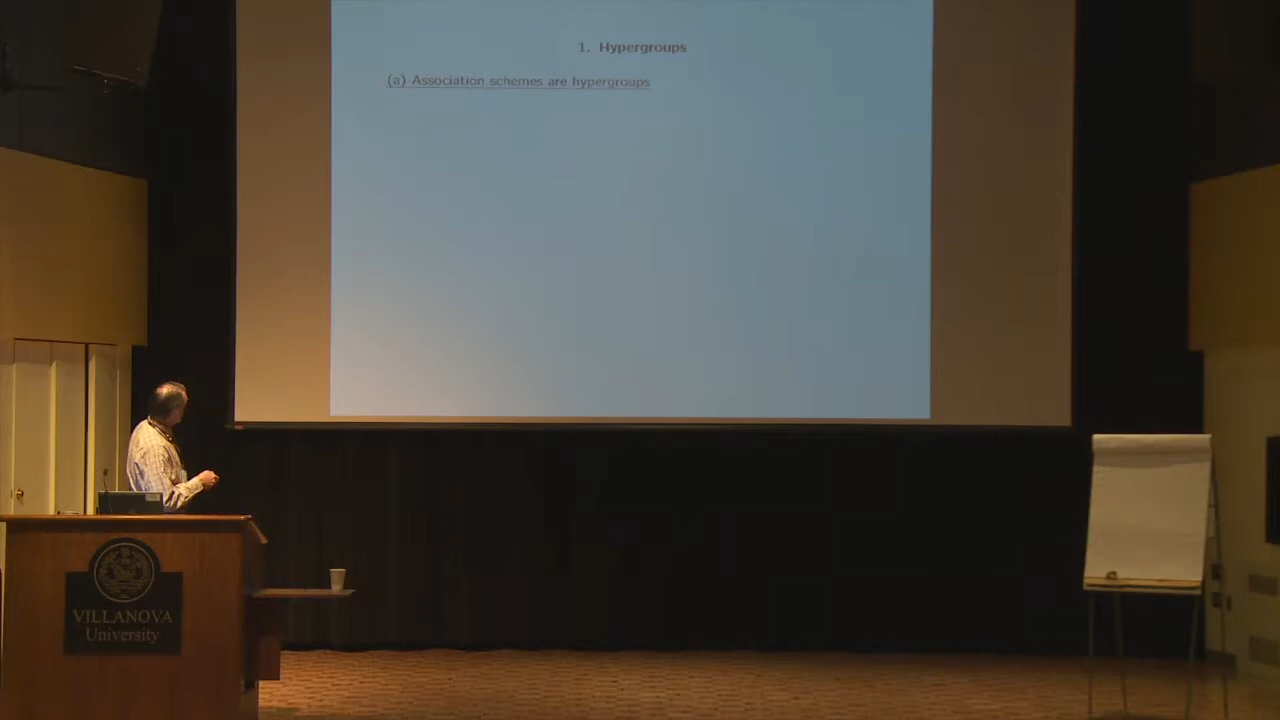 1. Hypergroups
(a) Association schemes are hypergroups
VILLANOVA
University